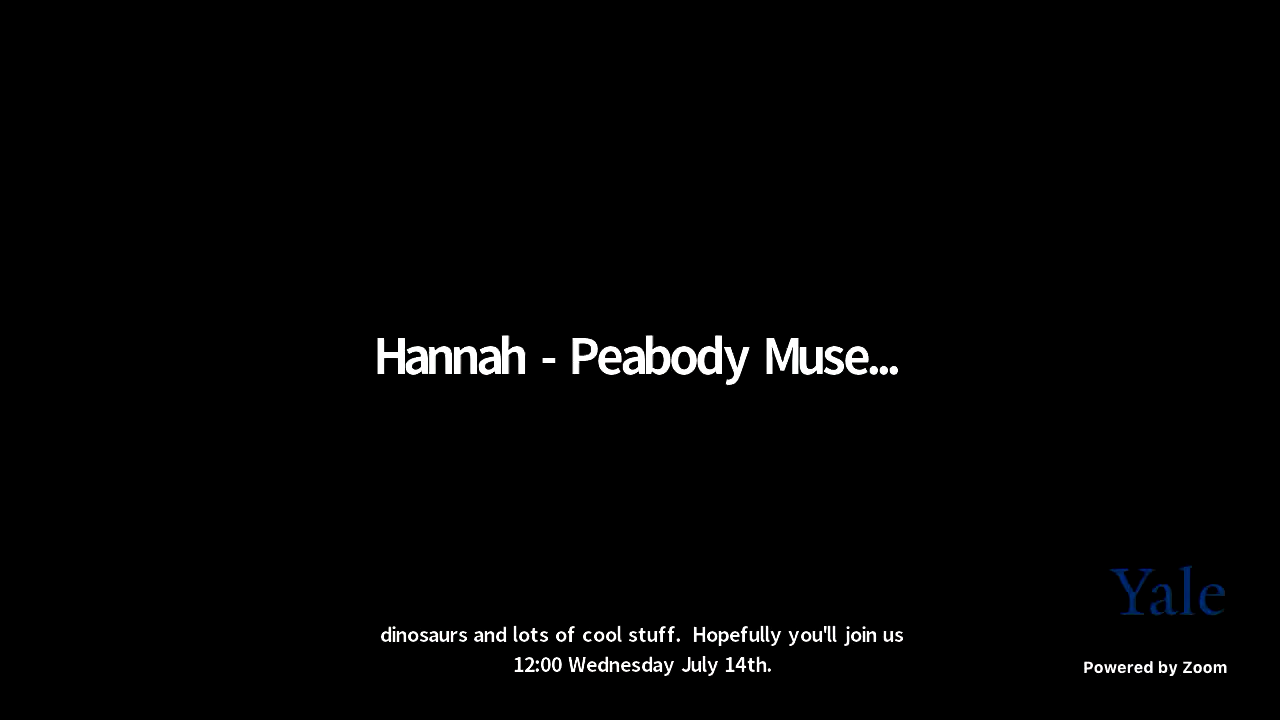 Hannah - Peabody Muse...
Yale
dinosaurs and lots of cool stuff.  Hopefully you'll join us
12:00 Wednesday July 14th.
Powered by Zoom